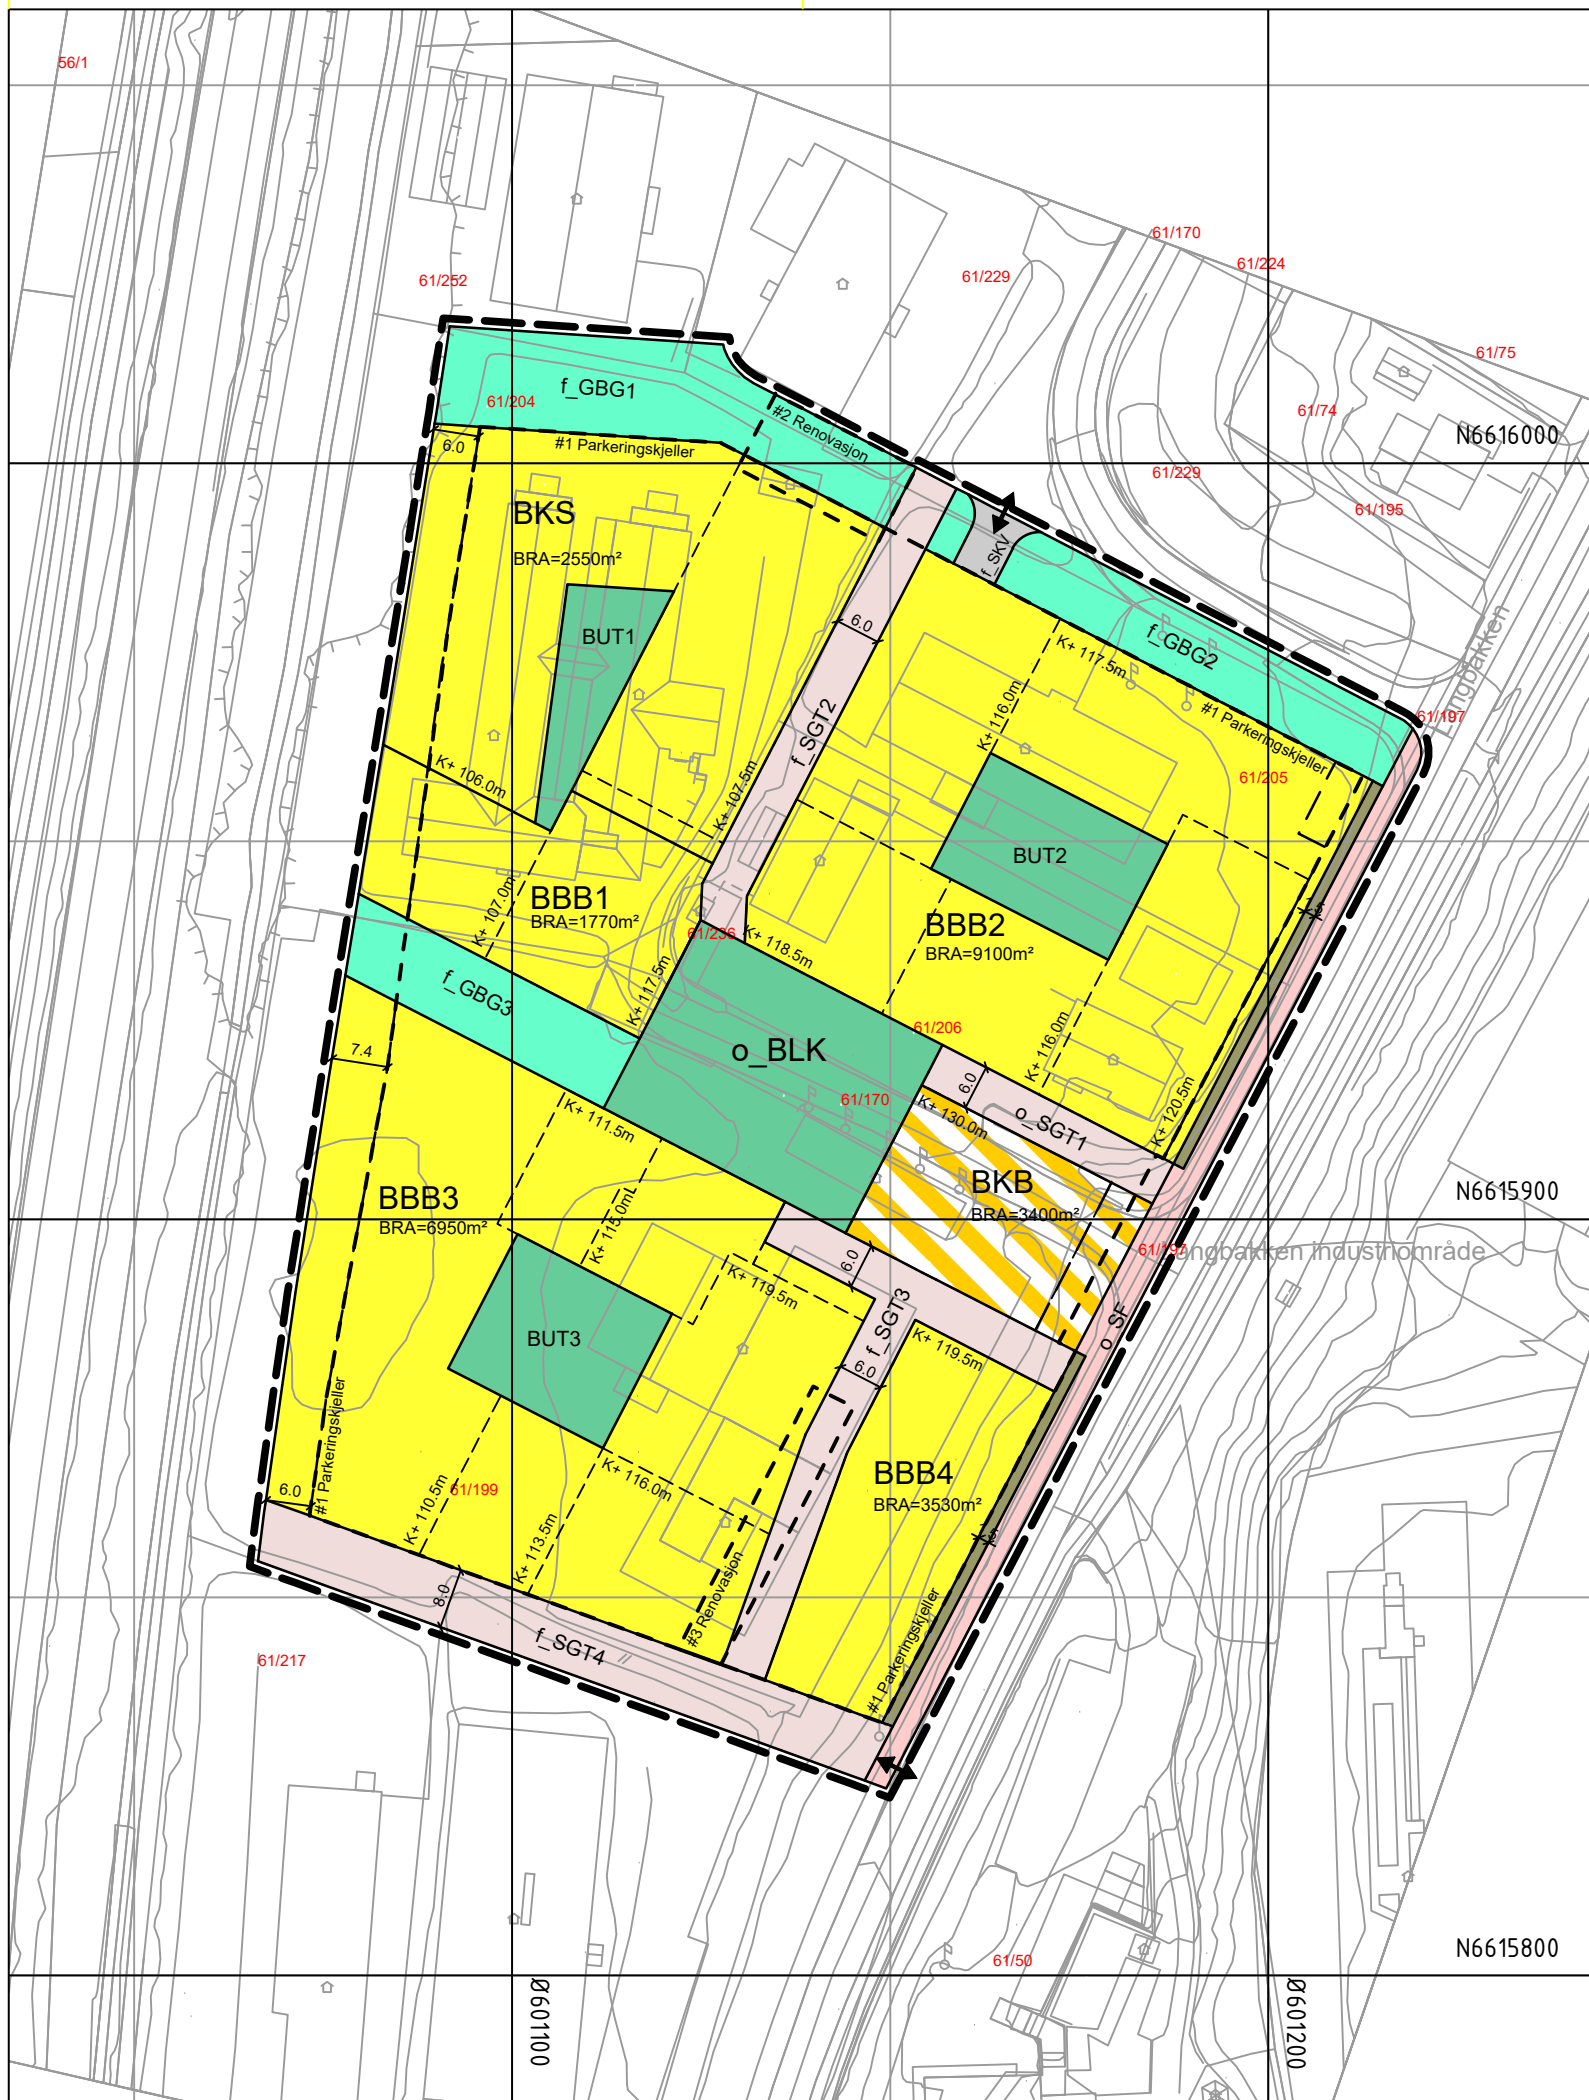 56/1
61/170
61/224
61/252
61/229
61/75
61/74
61/204
f_GBG1
#2 Renovasjon
N6616000
6.0
#1 Parkeringskjeller
61/229
61/195
BKS
BRA=2550m²
f_SKV
BUT1
6.0
f_GBG2
K+ 117.5m
K+ 116.0m
#1 Parkeringskjeller
61/197
f_SGT2
K+ 106.0m
K+ 107.5m
61/205
BUT2
K+ 107.0m
BBB1
BRA=1770m²
61/236
K+ 118.5m
BBB2
BRA=9100m²
f_GBG3
K+ 117.5m
61/206
7.4
o_BLK
K+ 116.0m
6.0
61/170
K+ 130.0m
o_SGT1
K+ 120.5m
K+ 111.5m
BBB3
BRA=6950m²
BKB
BRA=3400m²
N6615900
K+ 115.0m
61/197
angbakken industriområde
6.0
K+ 119.5m
o_SF
f_SGT3
K+ 119.5m
BUT3
6.0
#1 Parkeringskjeller
6.0
61/199
K+ 116.0m
BBB4
BRA=3530m²
K+ 110.5m
K+ 113.5m
8.0
#3 Renovasjon
#1 Parkeringskjeller
f_SGT4
61/217
61/50
N6615800
Ø601100
Ø601200